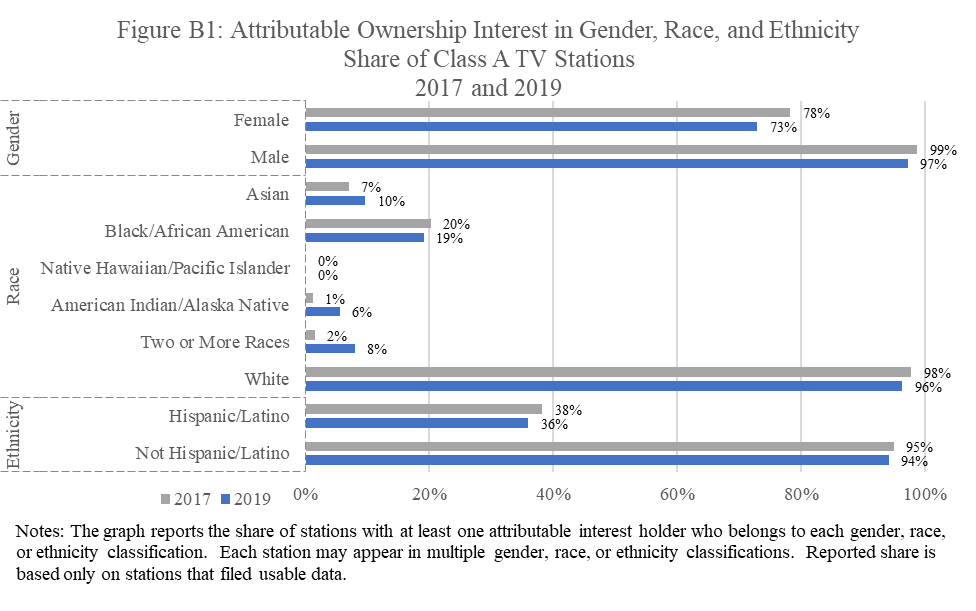 Figure B1: Attributable Ownership Interest in Gender, Race, and Ethnicity
Share of Class A TV Stations
2017 and 2019
Gender
Female
78%
73%
Male
99%
97%
Race
Asian
7%
10%
Black/African American
20%
19%
Native Hawaiian/Pacific Islander
0%
0%
American Indian/Alaska Native
1%
6%
Two or More Races
2%
8%
White
98%
96%
Ethnicity
Hispanic/Latino
38%
36%
Not Hispanic/Latino
95%
94%
2017 2019
0% 20% 40% 60% 80% 100%
Notes: The graph reports the share of stations with at least one attributable interest holder who belongs to each gender, race,
or ethnicity classification. Each station may appear in multiple gender, race, or ethnicity classifications. Reported share is
based only on stations that filed usable data.